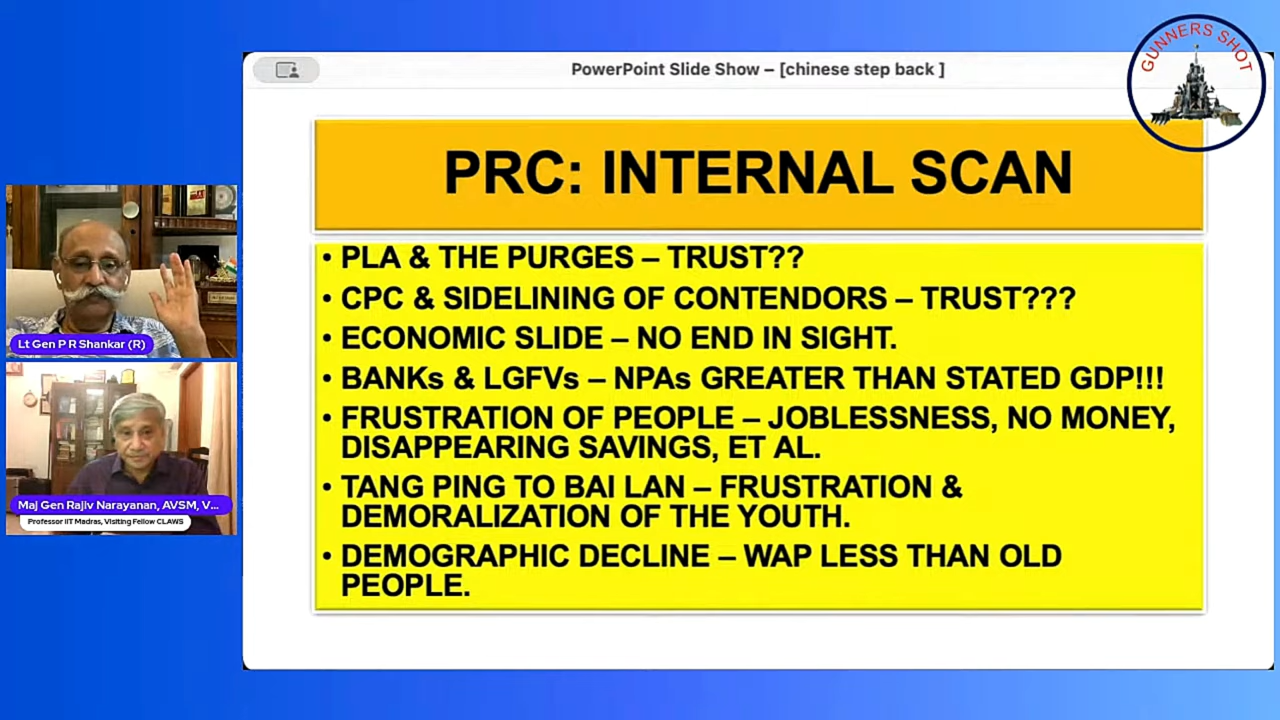 GUNNERS SHOT
PowerPoint Slide Show – [chinese step back ]
PRC: INTERNAL SCAN
• PLA & THE PURGES – TRUST??
• CPC & SIDELINING OF CONTENDORS – TRUST???
• ECONOMIC SLIDE – NO END IN SIGHT.
• BANKs & LGFVs – NPAs GREATER THAN STATED GDP!!!
• FRUSTRATION OF PEOPLE – JOBLESSNESS, NO MONEY,
DISAPPEARING SAVINGS, ET AL.
• TANG PING TO BAI LAN – FRUSTRATION &
DEMORALIZATION OF THE YOUTH.
• DEMOGRAPHIC DECLINE – WAP LESS THAN OLD
PEOPLE.
Lt Gen P R Shankar (R)
Maj Gen Rajiv Narayanan, AVSM, V...
Professor IIT Madras, Visiting Fellow CLAWS